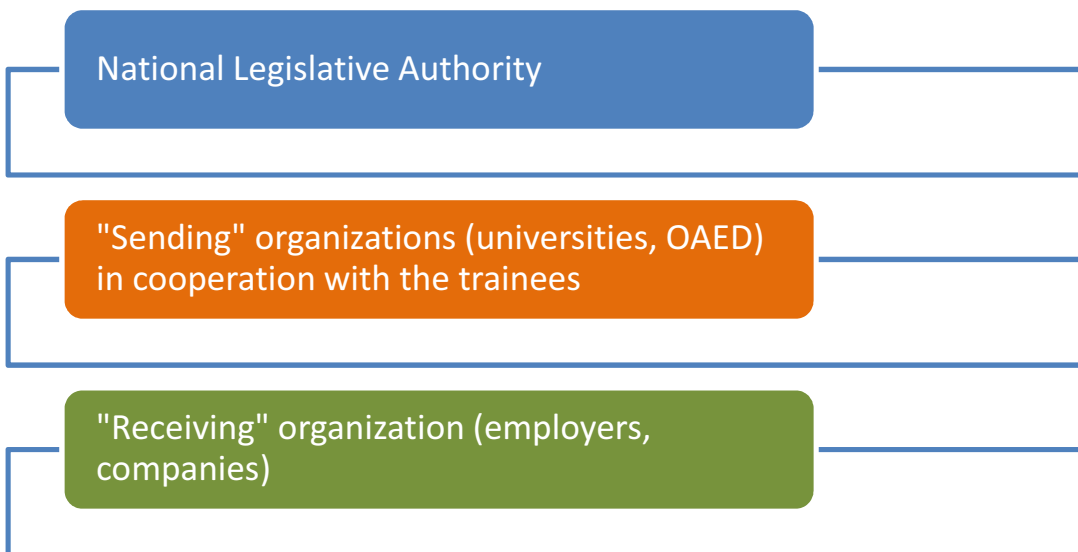 National Legislative Authority
"Sending" organizations (universities, OAED)
in cooperation with the trainees
"Receiving" organization (employers,
companies)